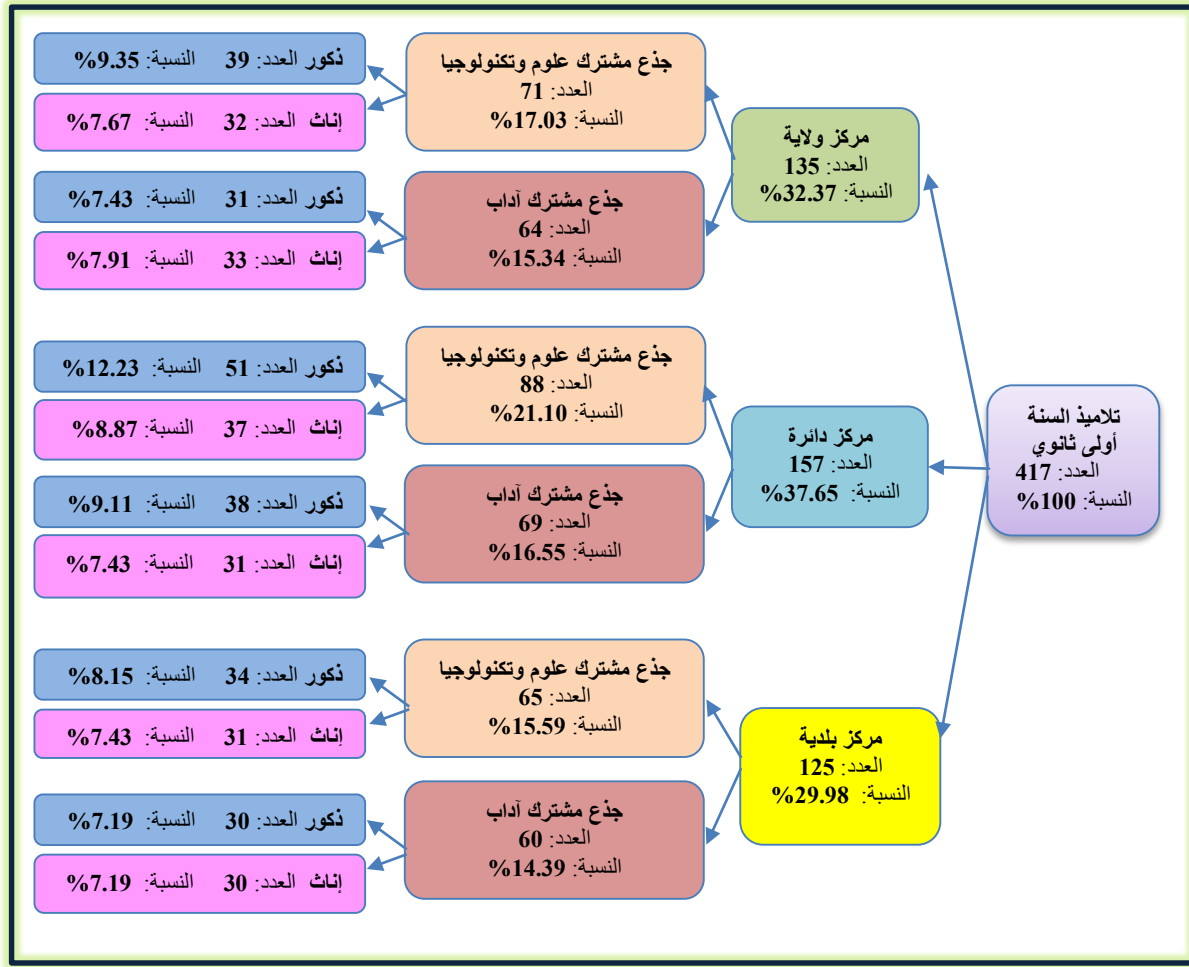 تلاميذ السنة
أولى ثانوي
العدد: 417
النسبة: 100%
مركز ولاية
العدد: 135
النسبة: 32.37%
جذع مشترك علوم وتكنولوجيا
العدد: 71
النسبة: 17.03%
ذكور العدد: 39 النسبة: 9.35%
إناث العدد: 32 النسبة: 7.67%
جذع مشترك آداب
العدد: 64
النسبة: 15.34%
ذكور العدد: 31 النسبة: 7.43%
إناث العدد: 33 النسبة: 7.91%
مركز دائرة
العدد: 157
النسبة: 37.65%
جذع مشترك علوم وتكنولوجيا
العدد: 88
النسبة: 21.10%
ذكور العدد: 51 النسبة: 12.23%
إناث العدد: 37 النسبة: 8.87%
جذع مشترك آداب
العدد: 69
النسبة: 16.55%
ذكور العدد: 38 النسبة: 9.11%
إناث العدد: 31 النسبة: 7.43%
مركز بلدية
العدد: 125
النسبة: 29.98%
جذع مشترك علوم وتكنولوجيا
العدد: 65
النسبة: 15.59%
ذكور العدد: 34 النسبة: 8.15%
إناث العدد: 31 النسبة: 7.43%
جذع مشترك آداب
العدد: 60
النسبة: 14.39%
ذكور العدد: 30 النسبة: 7.19%
إناث العدد: 30 النسبة: 7.19%